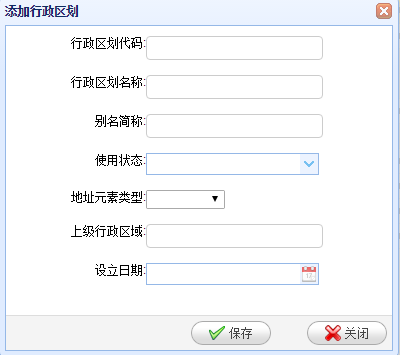 添加行政区划
行政区划代码:
行政区划名称:
别名简称:
使用状态:
地址元素类型:
上级行政区域:
设立日期:
保存 关闭